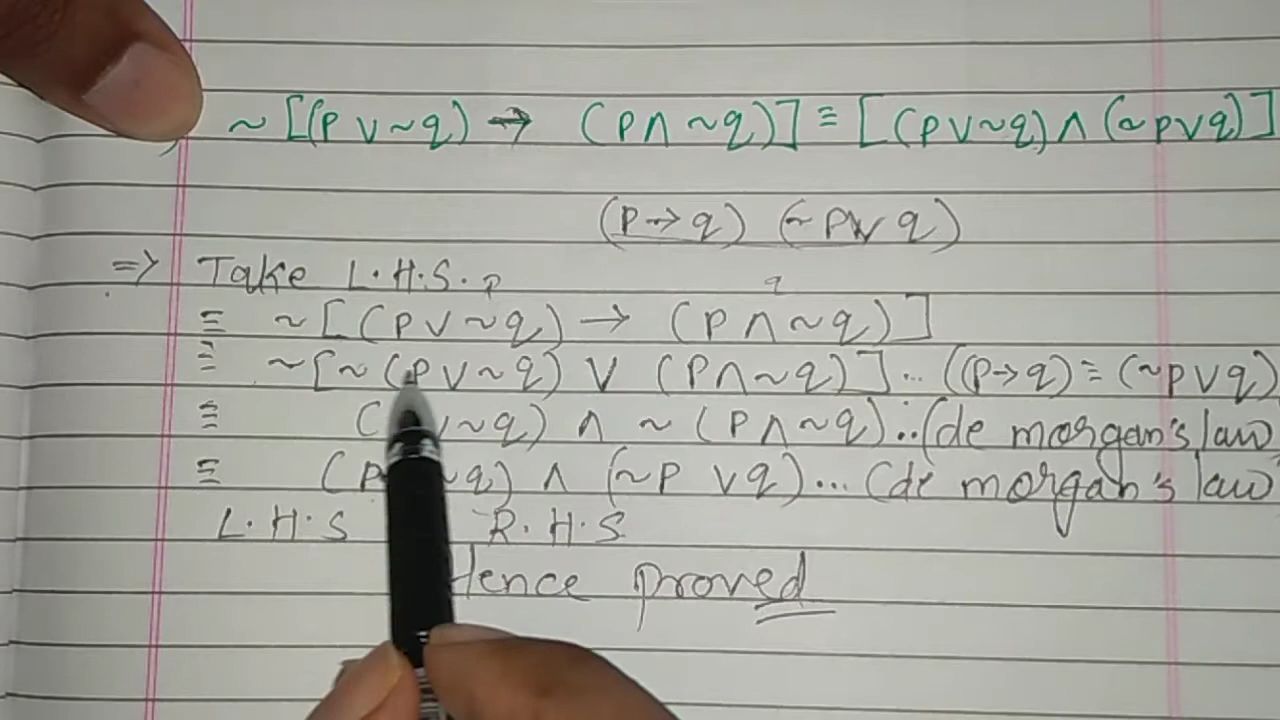 ~ [(p ∨ ~q) → (p ∧ ~q)] ≡ [(p ∨ ~q) ∧ (~p ∨ q)]
(p → q) (~p ∨ q)
=> Take L.H.S. p q
≡ ~ [(p ∨ ~q) → (p ∧ ~q)]
≡ ~ [~ (p ∨ ~q) ∨ (p ∧ ~q)] ... ((p → q) ≡ (~p ∨ q)
≡ ( ~q) ∧ ~ (p ∧ ~q) ... (de morgan's law
≡ (p q) ∧ (~p ∨ q) ... (de morgan's law
L.H.S R.H.S
Hence proved